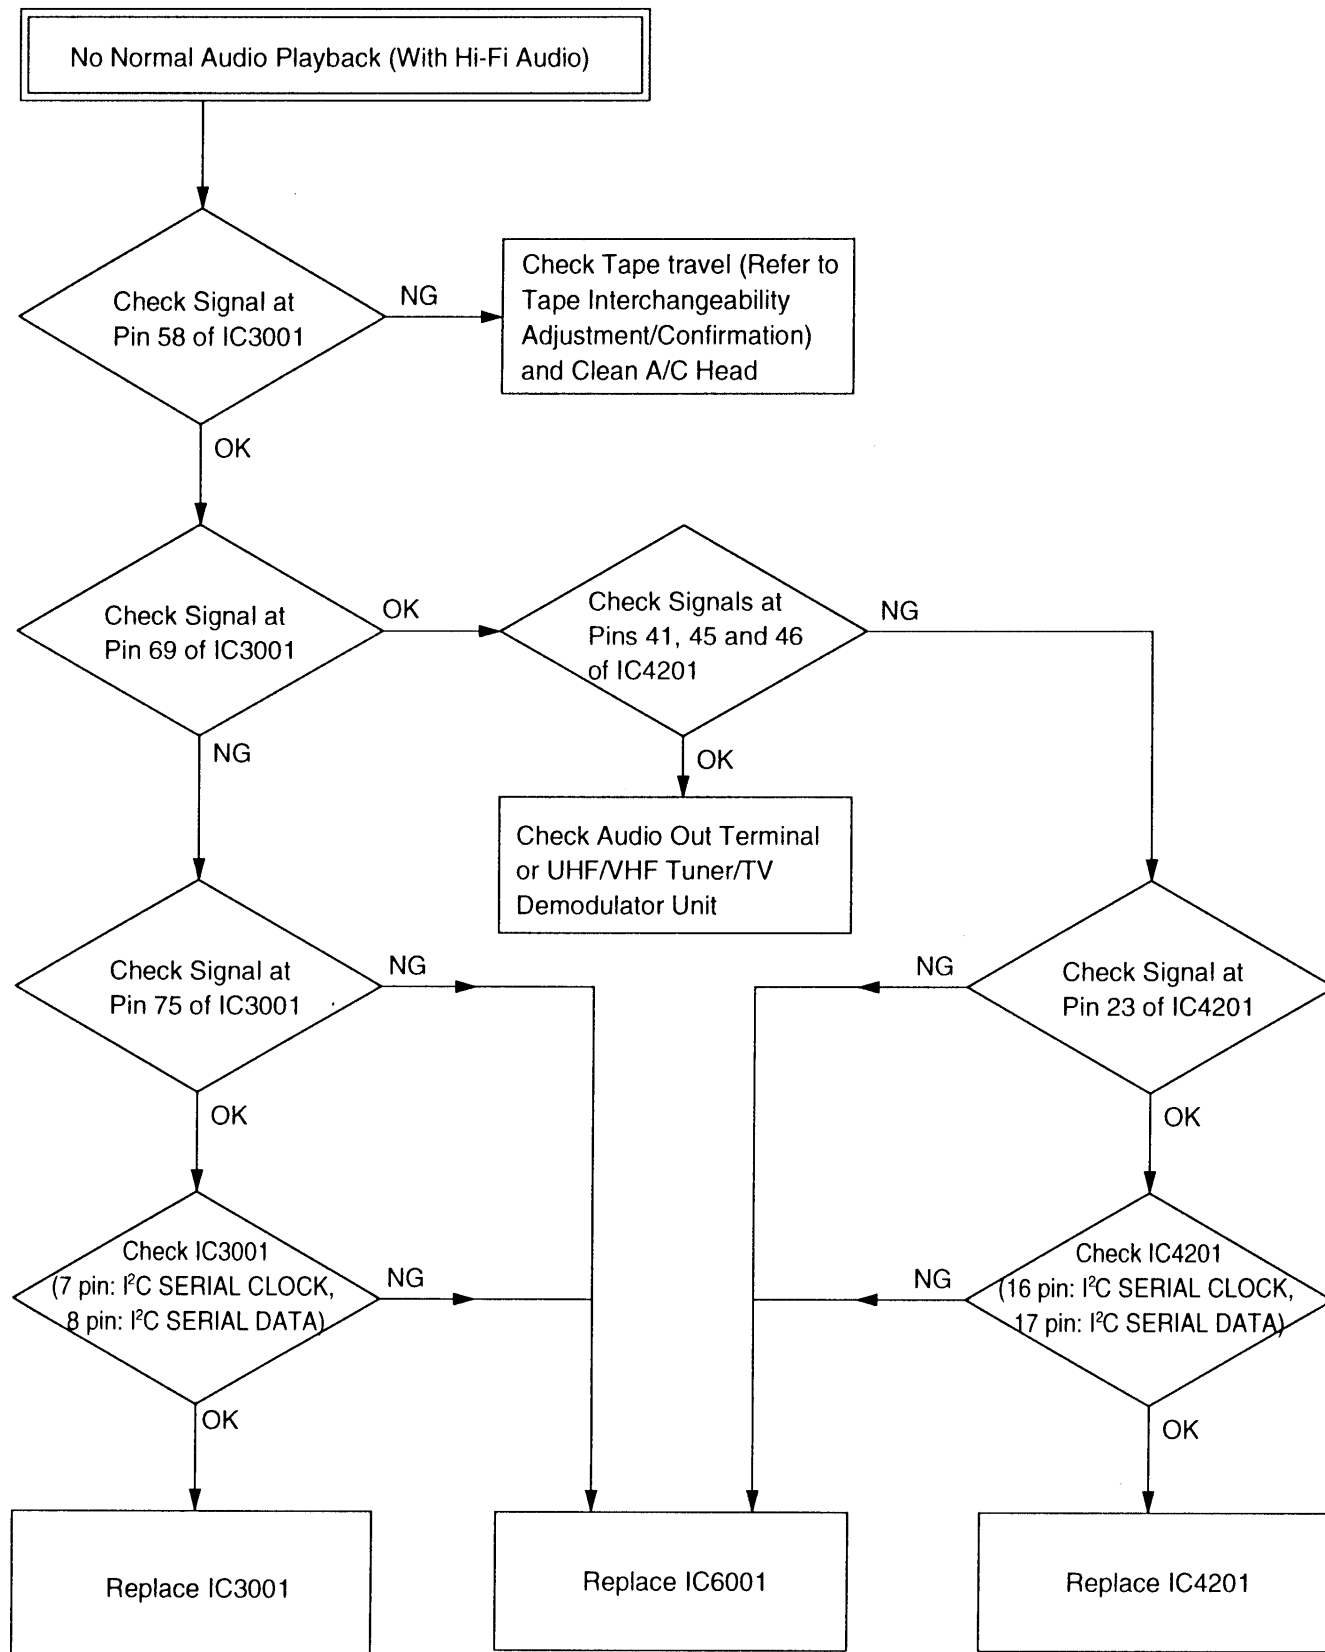 No Normal Audio Playback (With Hi-Fi Audio)
Check Signal at
Pin 58 of IC3001
NG
Check Tape travel (Refer to
Tape Interchangeability
Adjustment/Confirmation)
and Clean A/C Head
OK
Check Signal at
Pin 69 of IC3001
OK
Check Signals at
Pins 41, 45 and 46
of IC4201
NG
NG
OK
Check Audio Out Terminal
or UHF/VHF Tuner/TV
Demodulator Unit
Check Signal at
Pin 75 of IC3001
NG
NG
Check Signal at
Pin 23 of IC4201
OK
OK
Check IC3001
(7 pin: I²C SERIAL CLOCK,
8 pin: I²C SERIAL DATA)
NG
NG
Check IC4201
(16 pin: I²C SERIAL CLOCK,
17 pin: I²C SERIAL DATA)
OK
OK
Replace IC3001
Replace IC6001
Replace IC4201